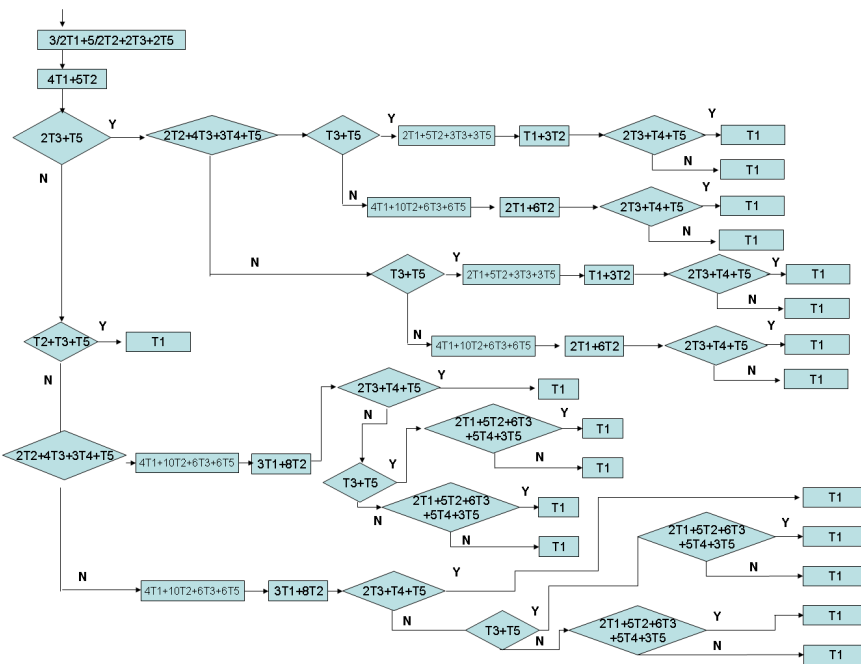 3/2T1+5/2T2+2T3+2T5
4T1+5T2
2T3+T5
Y
2T2+4T3+3T4+T5
T3+T5
Y
2T1+5T2+3T3+3T5
T1+3T2
2T3+T4+T5
Y
T1
N
T1
N
N
4T1+10T2+6T3+6T5
2T1+6T2
2T3+T4+T5
Y
T1
N
T1
N
T3+T5
Y
2T1+5T2+3T3+3T5
T1+3T2
2T3+T4+T5
Y
T1
N
T1
T2+T3+T5
Y
T1
N
4T1+10T2+6T3+6T5
2T1+6T2
2T3+T4+T5
Y
T1
N
T1
N
2T3+T4+T5
Y
T1
N
2T2+4T3+3T4+T5
4T1+10T2+6T3+6T5
3T1+8T2
2T1+5T2+6T3
+5T4+3T5
Y
T1
N
T1
T3+T5
Y
N
2T1+5T2+6T3
+5T4+3T5
Y
T1
N
T1
N
4T1+10T2+6T3+6T5
3T1+8T2
2T3+T4+T5
Y
T1
N
2T1+5T2+6T3
+5T4+3T5
Y
T1
N
T1
T3+T5
Y
N
2T1+5T2+6T3
+5T4+3T5
Y
T1
N
T1